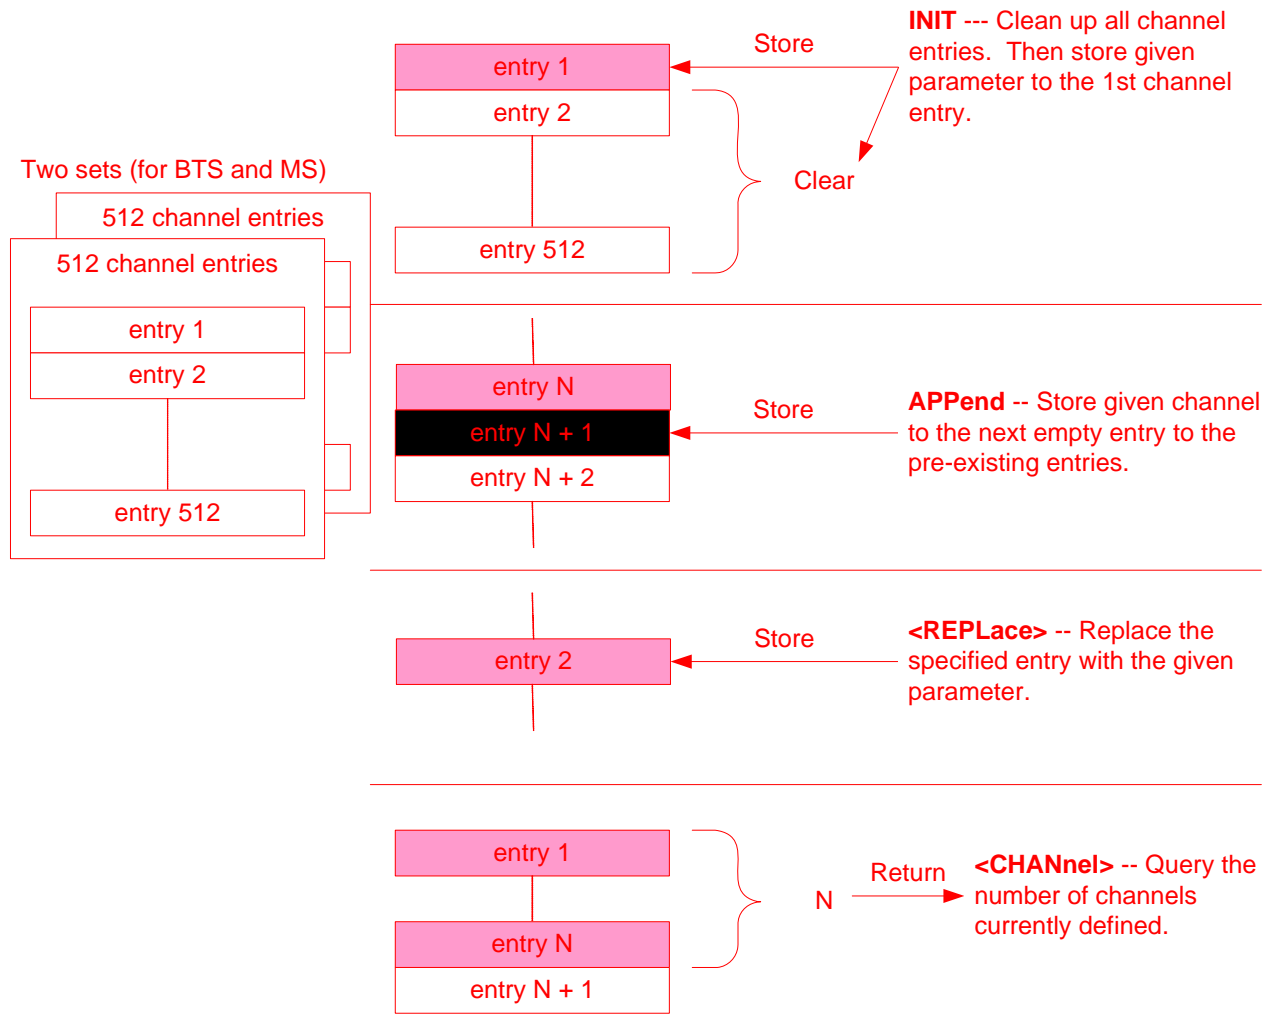 Two sets (for BTS and MS)
512 channel entries
512 channel entries
entry 1
entry 2
entry 512
entry 1
entry 2
entry 512
Store
Clear
INIT --- Clean up all channel
entries.  Then store given
parameter to the 1st channel
entry.
entry N
entry N + 1
entry N + 2
Store
APPend -- Store given channel
to the next empty entry to the
pre-existing entries.
entry 2
Store
<REPLace> -- Replace the
specified entry with the given
parameter.
entry 1
entry N
entry N + 1
N
Return
<CHANnel> -- Query the
number of channels
currently defined.